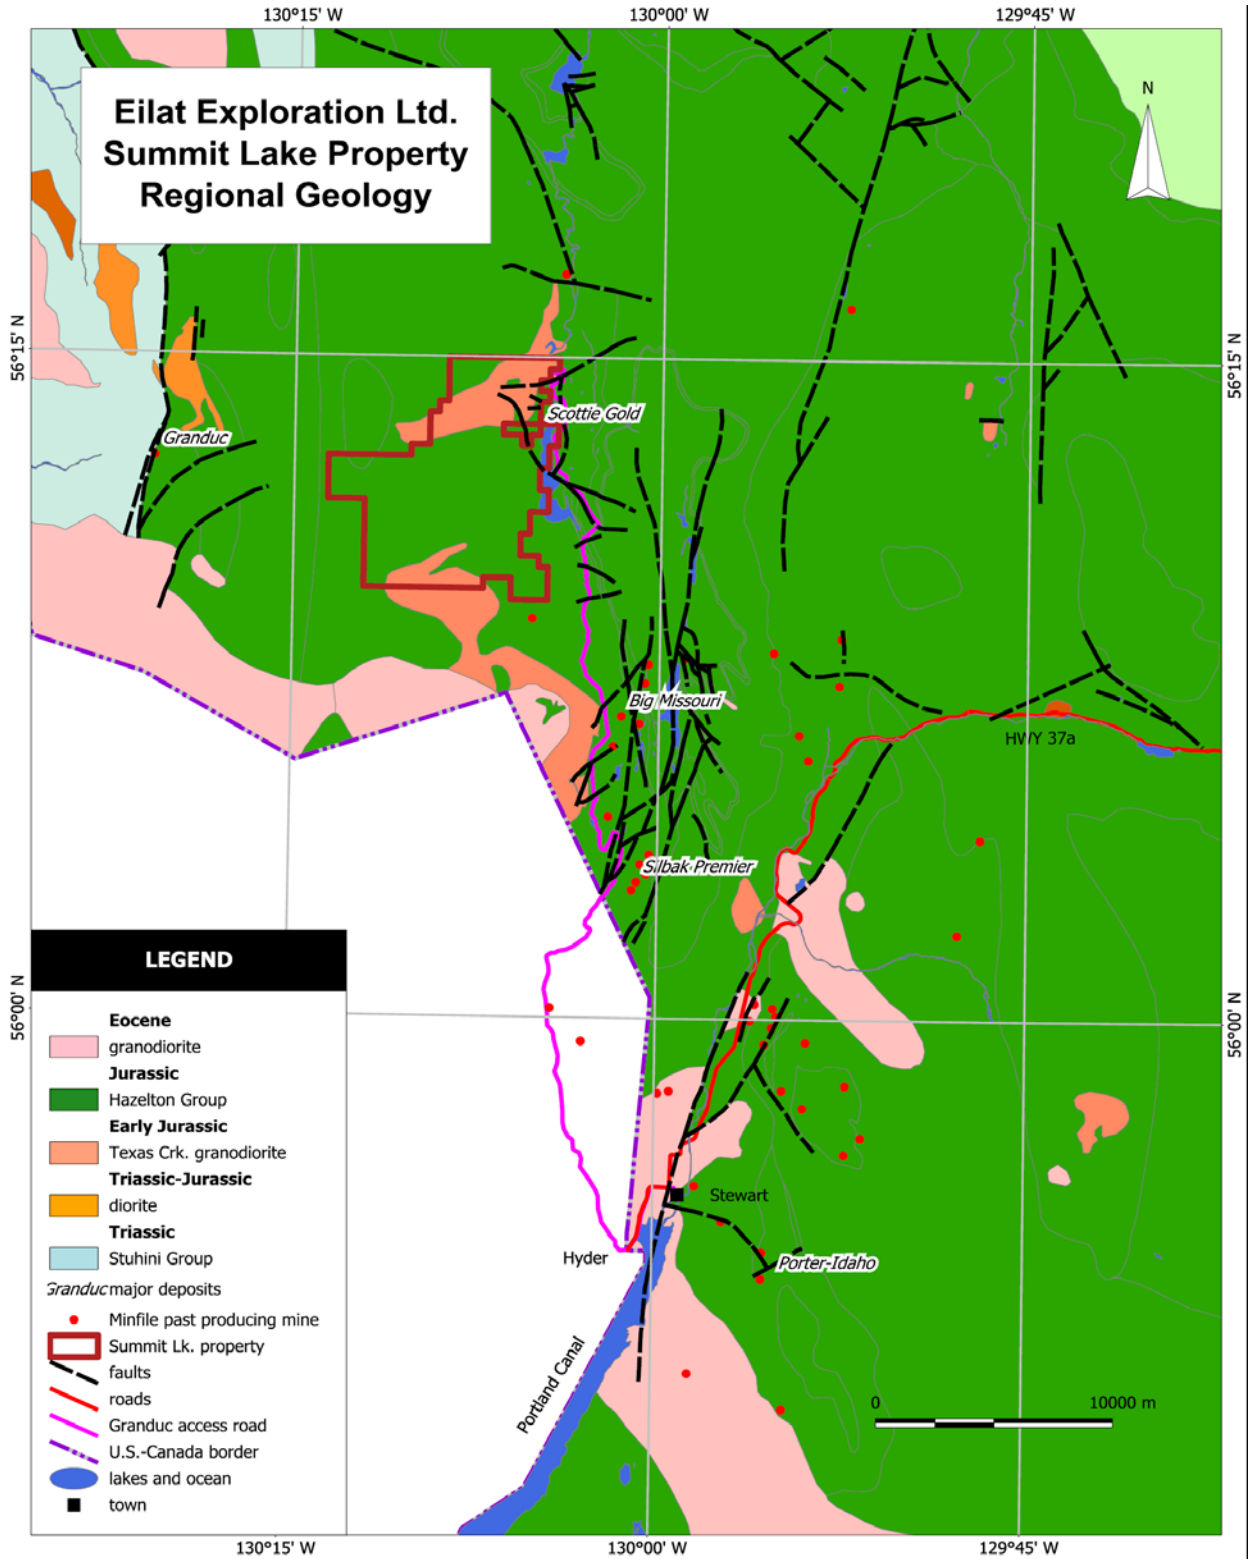 130°15' W 130°00' W 129°45' W
Eilat Exploration Ltd.
Summit Lake Property
Regional Geology
N
56°15' N
56°15' N
Scottie Gold
Granduc
Big Missouri
HWY 37a
Silbak Premier
56°00' N
56°00' N
Stewart
Hyder
Porter-Idaho
Portland Canal
0 10000 m
LEGEND
Eocene
granodiorite
Jurassic
Hazelton Group
Early Jurassic
Texas Crk. granodiorite
Triassic-Jurassic
diorite
Triassic
Stuhini Group
Granduc major deposits
Minfile past producing mine
Summit Lk. property
faults
roads
Granduc access road
U.S.-Canada border
lakes and ocean
town
130°15' W 130°00' W 129°45' W